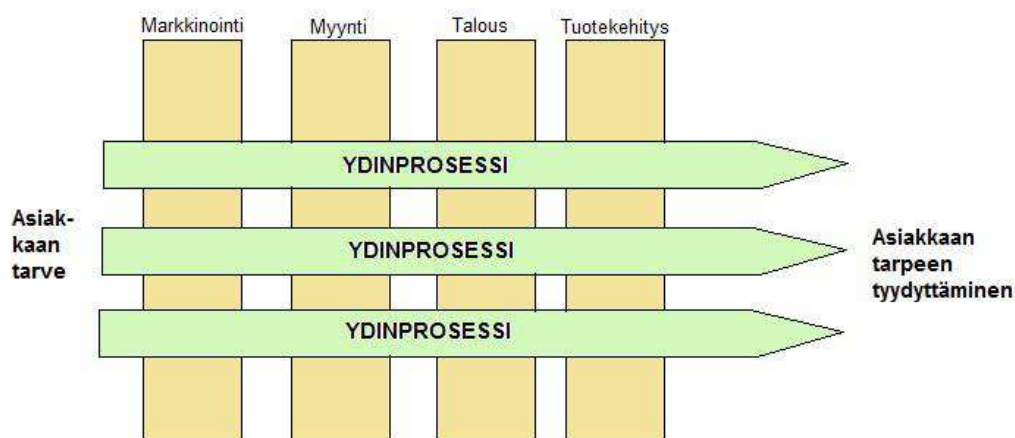 Markkinointi Myynti Talous Tuotekehitys
YDINPROSESSI
Asiak-
kaan
tarve
YDINPROSESSI
Asiakkaan
tarpeen
tyydyttäminen
YDINPROSESSI